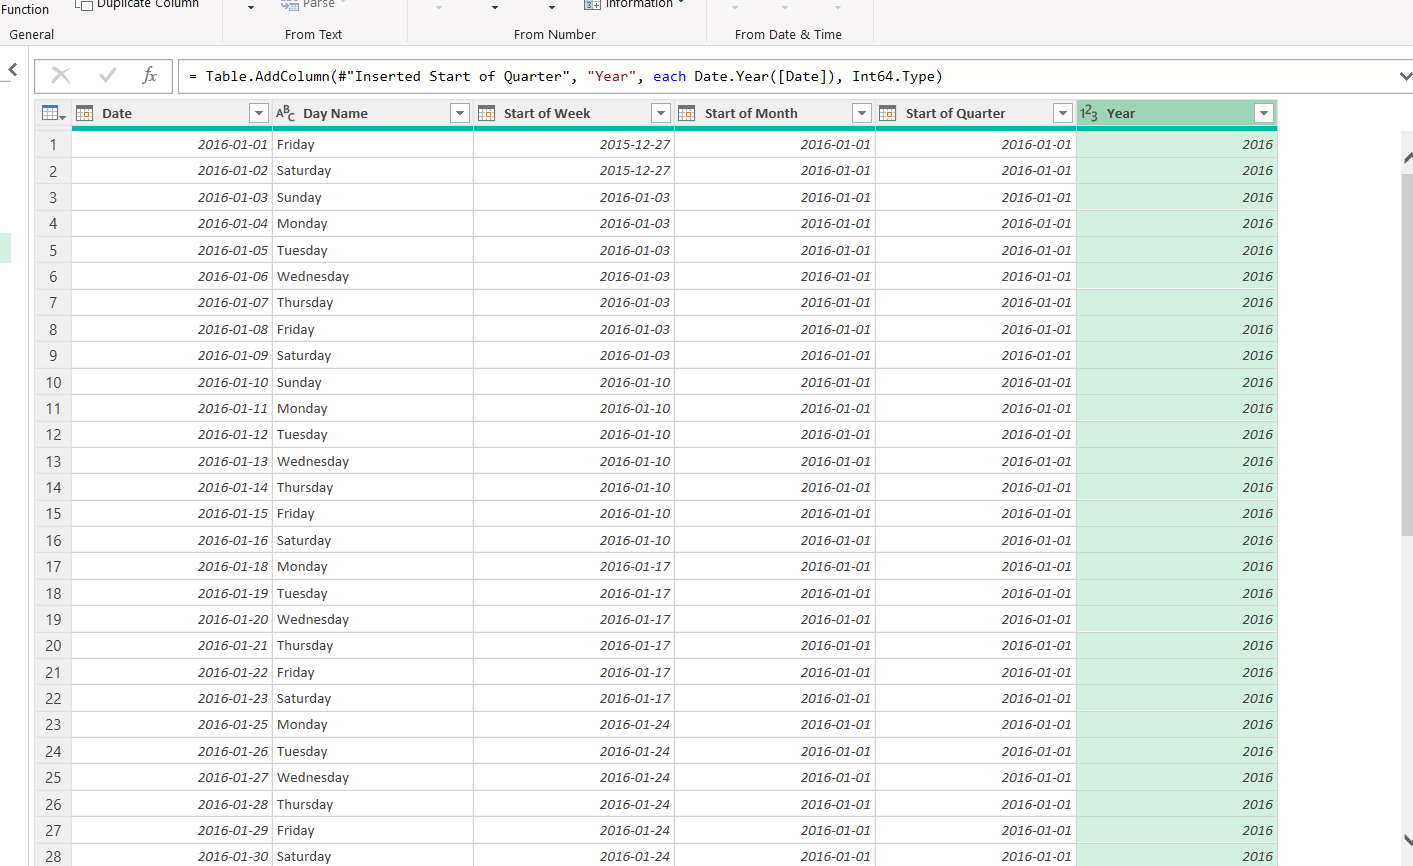 Function
Duplicate Column
Parse
Information
General
From Text
From Number
From Date & Time
fx
= Table.AddColumn(#"Inserted Start of Quarter", "Year", each Date.Year([Date]), Int64.Type)
Date ABC Day Name Start of Week Start of Month Start of Quarter 123 Year
1 2016-01-01 Friday 2015-12-27 2016-01-01 2016-01-01 2016
2 2016-01-02 Saturday 2015-12-27 2016-01-01 2016-01-01 2016
3 2016-01-03 Sunday 2016-01-03 2016-01-01 2016-01-01 2016
4 2016-01-04 Monday 2016-01-03 2016-01-01 2016-01-01 2016
5 2016-01-05 Tuesday 2016-01-03 2016-01-01 2016-01-01 2016
6 2016-01-06 Wednesday 2016-01-03 2016-01-01 2016-01-01 2016
7 2016-01-07 Thursday 2016-01-03 2016-01-01 2016-01-01 2016
8 2016-01-08 Friday 2016-01-03 2016-01-01 2016-01-01 2016
9 2016-01-09 Saturday 2016-01-03 2016-01-01 2016-01-01 2016
10 2016-01-10 Sunday 2016-01-10 2016-01-01 2016-01-01 2016
11 2016-01-11 Monday 2016-01-10 2016-01-01 2016-01-01 2016
12 2016-01-12 Tuesday 2016-01-10 2016-01-01 2016-01-01 2016
13 2016-01-13 Wednesday 2016-01-10 2016-01-01 2016-01-01 2016
14 2016-01-14 Thursday 2016-01-10 2016-01-01 2016-01-01 2016
15 2016-01-15 Friday 2016-01-10 2016-01-01 2016-01-01 2016
16 2016-01-16 Saturday 2016-01-10 2016-01-01 2016-01-01 2016
17 2016-01-18 Monday 2016-01-17 2016-01-01 2016-01-01 2016
18 2016-01-19 Tuesday 2016-01-17 2016-01-01 2016-01-01 2016
19 2016-01-20 Wednesday 2016-01-17 2016-01-01 2016-01-01 2016
20 2016-01-21 Thursday 2016-01-17 2016-01-01 2016-01-01 2016
21 2016-01-22 Friday 2016-01-17 2016-01-01 2016-01-01 2016
22 2016-01-23 Saturday 2016-01-17 2016-01-01 2016-01-01 2016
23 2016-01-25 Monday 2016-01-24 2016-01-01 2016-01-01 2016
24 2016-01-26 Tuesday 2016-01-24 2016-01-01 2016-01-01 2016
25 2016-01-27 Wednesday 2016-01-24 2016-01-01 2016-01-01 2016
26 2016-01-28 Thursday 2016-01-24 2016-01-01 2016-01-01 2016
27 2016-01-29 Friday 2016-01-24 2016-01-01 2016-01-01 2016
28 2016-01-30 Saturday 2016-01-24 2016-01-01 2016-01-01 2016